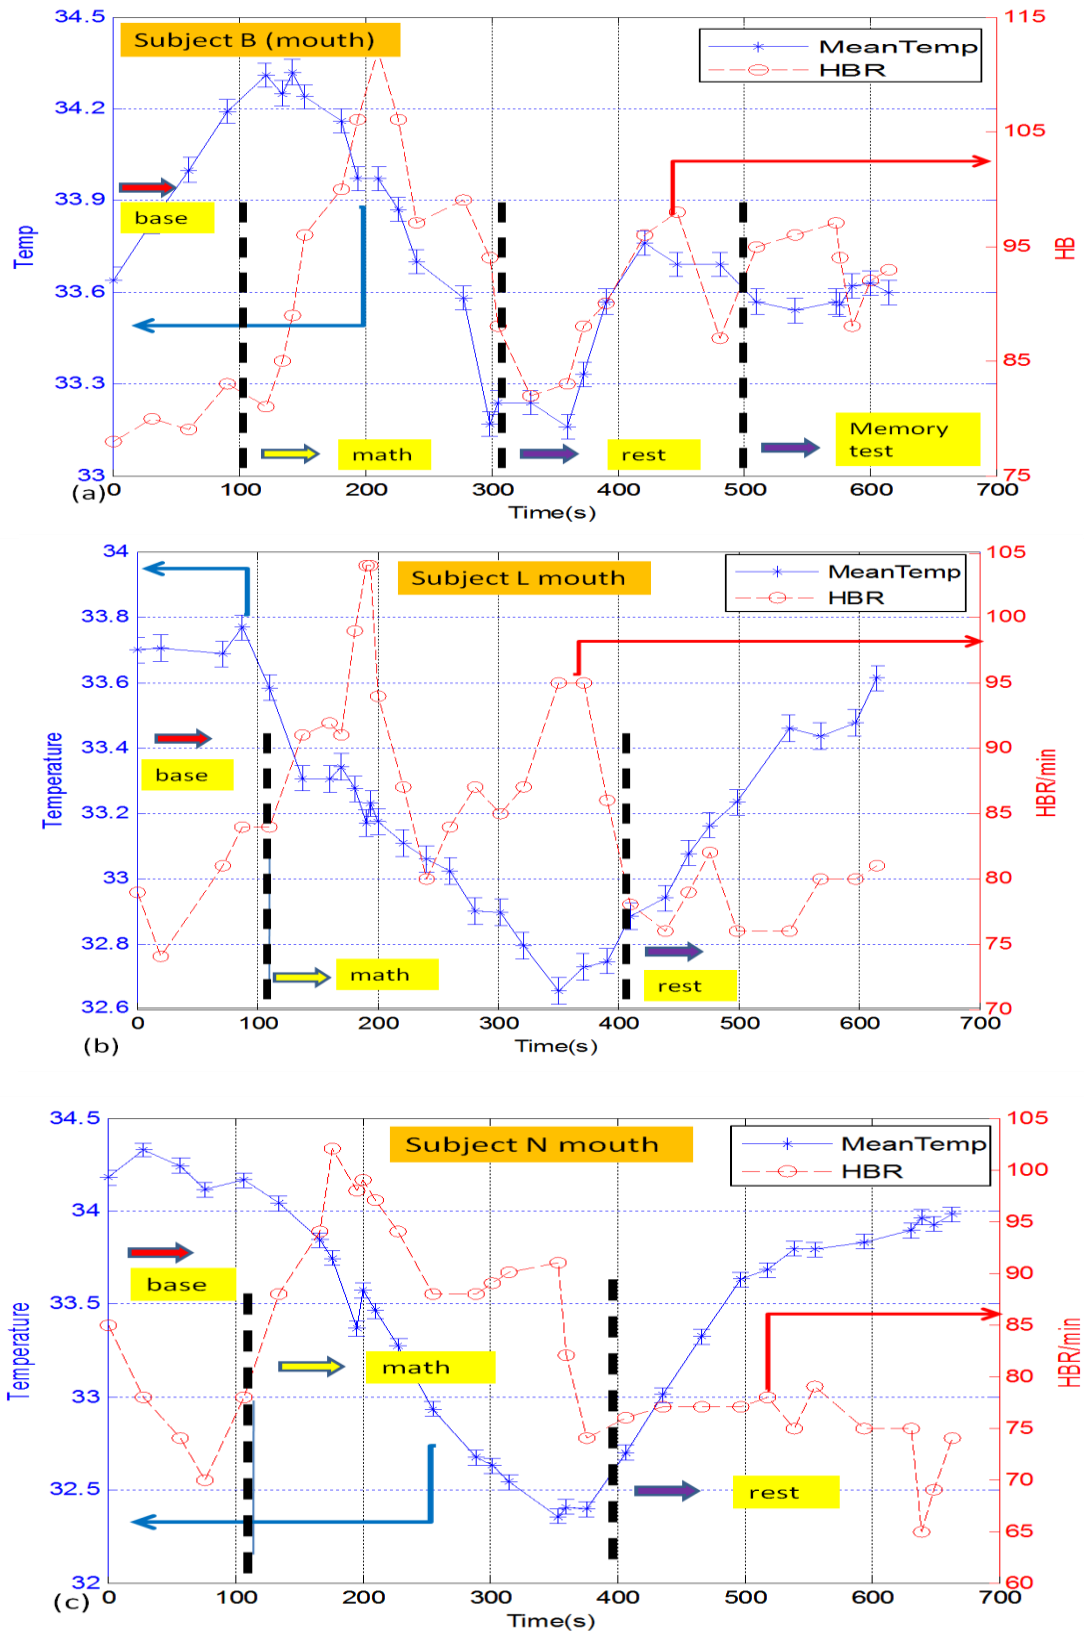 34.5
115
Subject B (mouth)
MeanTemp
HBR
34.2
105
33.9
base
Temp
95
HB
33.6
33.3
85
math
rest
Memory
test
33
75
(a)
0 100 200 300 400 500 600 700
Time(s)
34
105
Subject L mouth
MeanTemp
HBR
33.8
100
33.6
95
33.4
90
base
Temperature
HBR/min
33.2
85
33
80
32.8
75
math
rest
32.6
70
0 100 200 300 400 500 600 700
Time(s)
(b)
34.5
105
Subject N mouth
MeanTemp
HBR
100
34
95
base
90
33.5
Temperature
HBR/min
85
math
33
80
75
32.5
rest
70
65
32
60
(c)
0 100 200 300 400 500 600 700
Time(s)